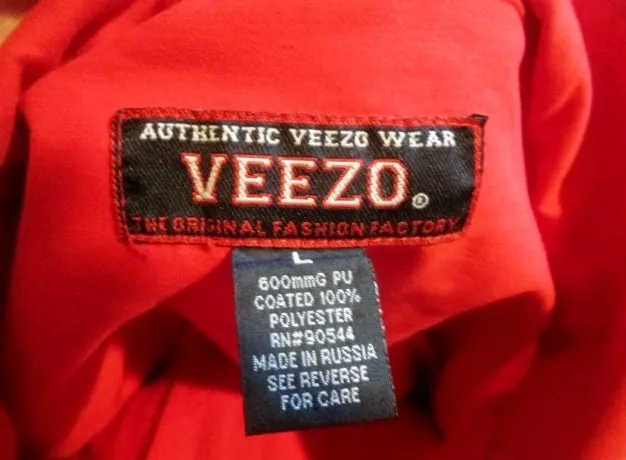 AUTHENTIC VEEZO WEAR
VEEZO®
THE ORIGINAL FASHION FACTORY
L
600mmG PU
COATED 100%
POLYESTER
RN#90544
MADE IN RUSSIA
SEE REVERSE
FOR CARE